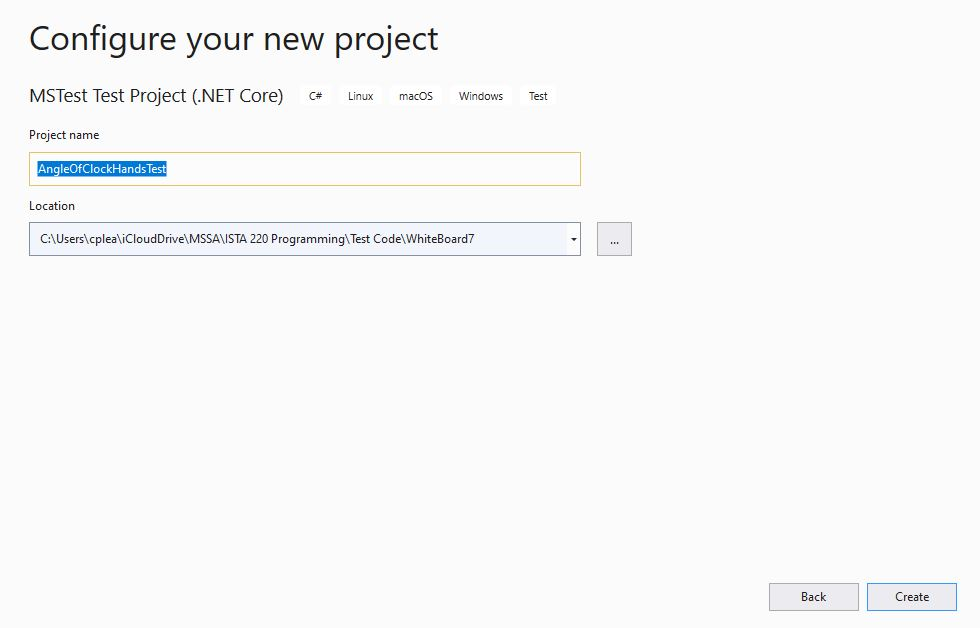 Configure your new project
MSTest Test Project (.NET Core) C# Linux macOS Windows Test
Project name
AngleOfClockHandsTest
Location
C:\Users\cplea\iCloudDrive\MSSA\ISTA 220 Programming\Test Code\WhiteBoard7 ...
Back Create